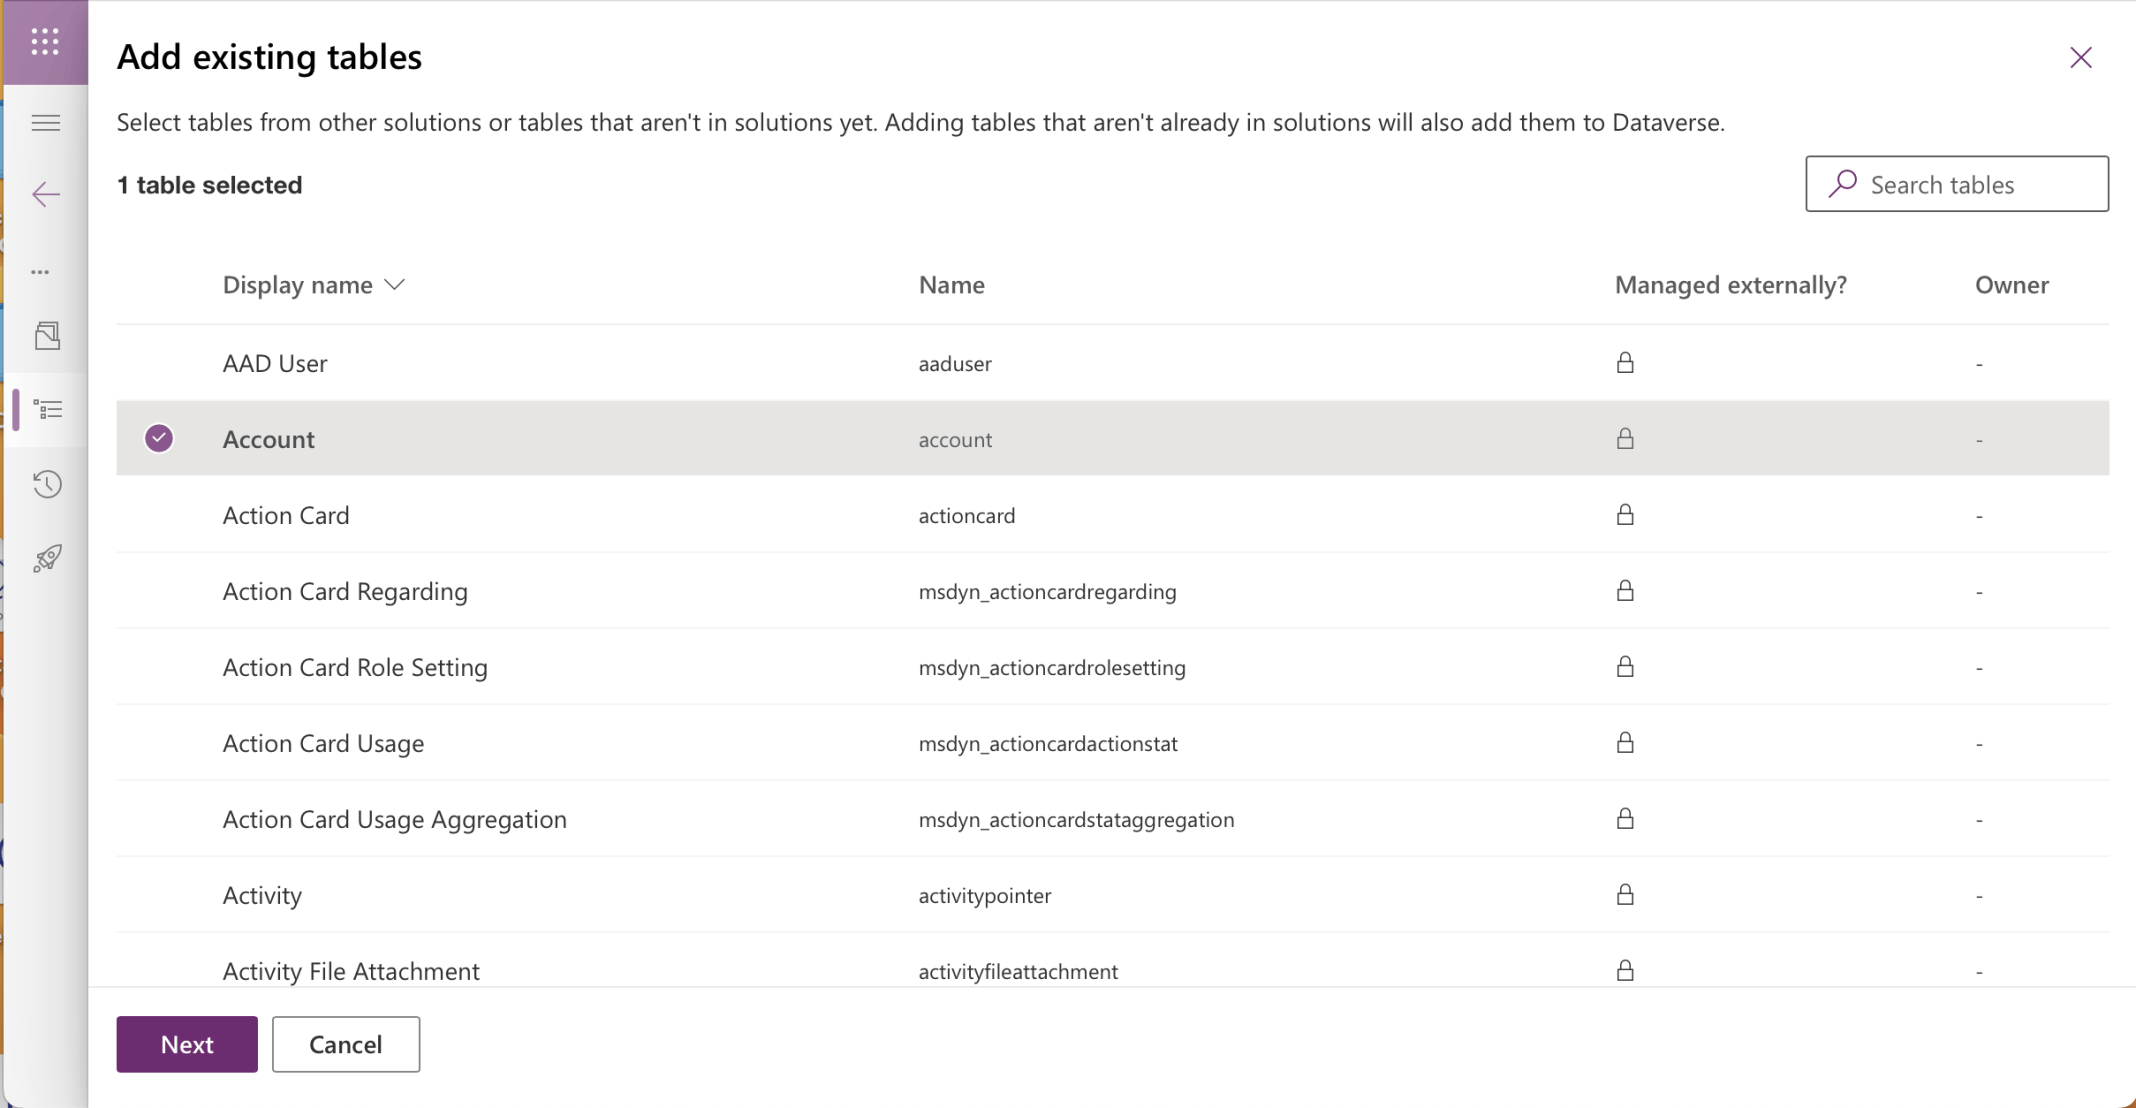 Add existing tables
Select tables from other solutions or tables that aren't in solutions yet. Adding tables that aren't already in solutions will also add them to Dataverse.
1 table selected
Search tables
Display name Name Managed externally? Owner
AAD User aaduser -
Account account -
Action Card actioncard -
Action Card Regarding msdyn_actioncardregarding -
Action Card Role Setting msdyn_actioncardrolesetting -
Action Card Usage msdyn_actioncardactionstat -
Action Card Usage Aggregation msdyn_actioncardstataggregation -
Activity activitypointer -
Activity File Attachment activityfileattachment -
Next Cancel